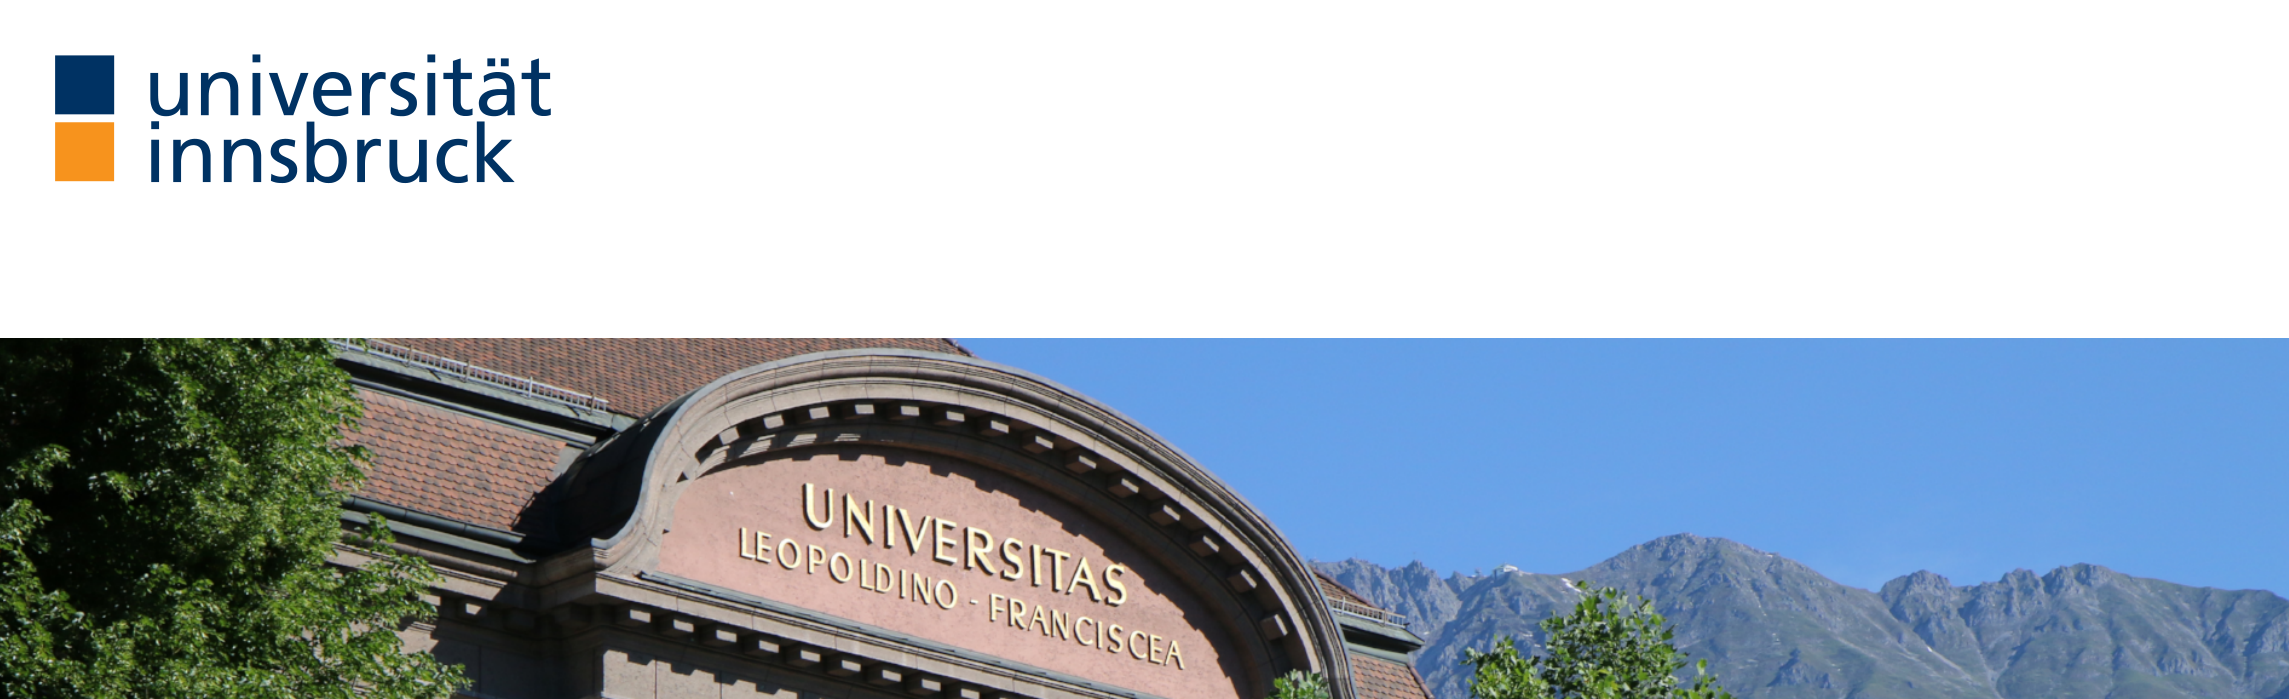 universität
innsbruck
UNIVERSITAS
LEOPOLDINO - FRANCISCEA